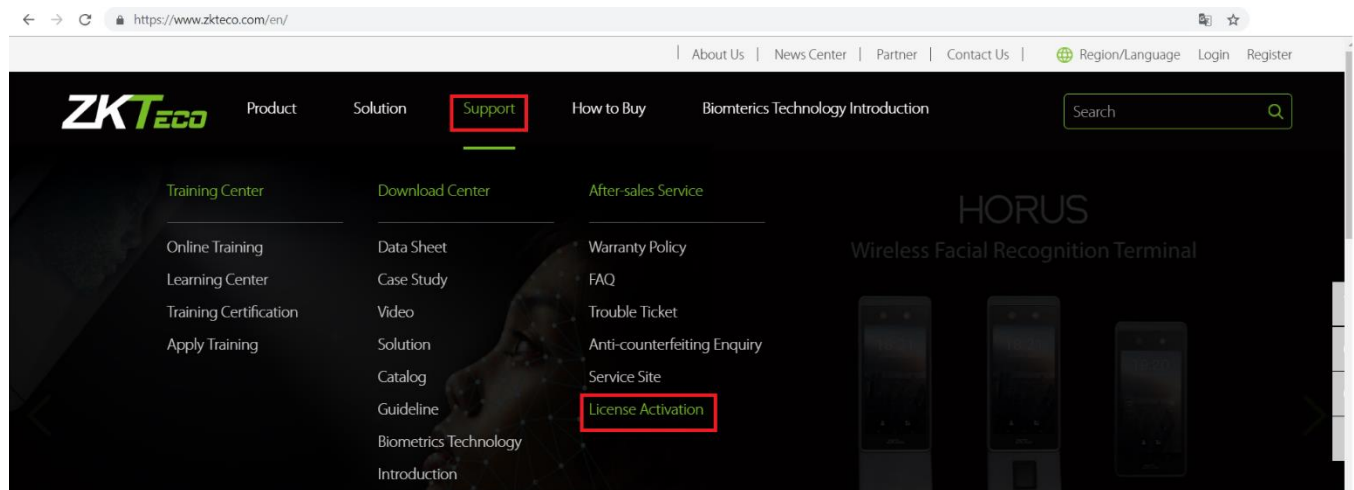 https://www.zkteco.com/en/
About Us | News Center | Partner | Contact Us | Region/Language Login Register
ZKTECO Product Solution Support How to Buy Biomterics Technology Introduction Search
Training Center
Online Training
Learning Center
Training Certification
Apply Training
Download Center
Data Sheet
Case Study
Video
Solution
Catalog
Guideline
Biometrics Technology
Introduction
After-sales Service
Warranty Policy
FAQ
Trouble Ticket
Anti-counterfeiting Enquiry
Service Site
License Activation
HORUS
Wireless Facial Recognition Terminal